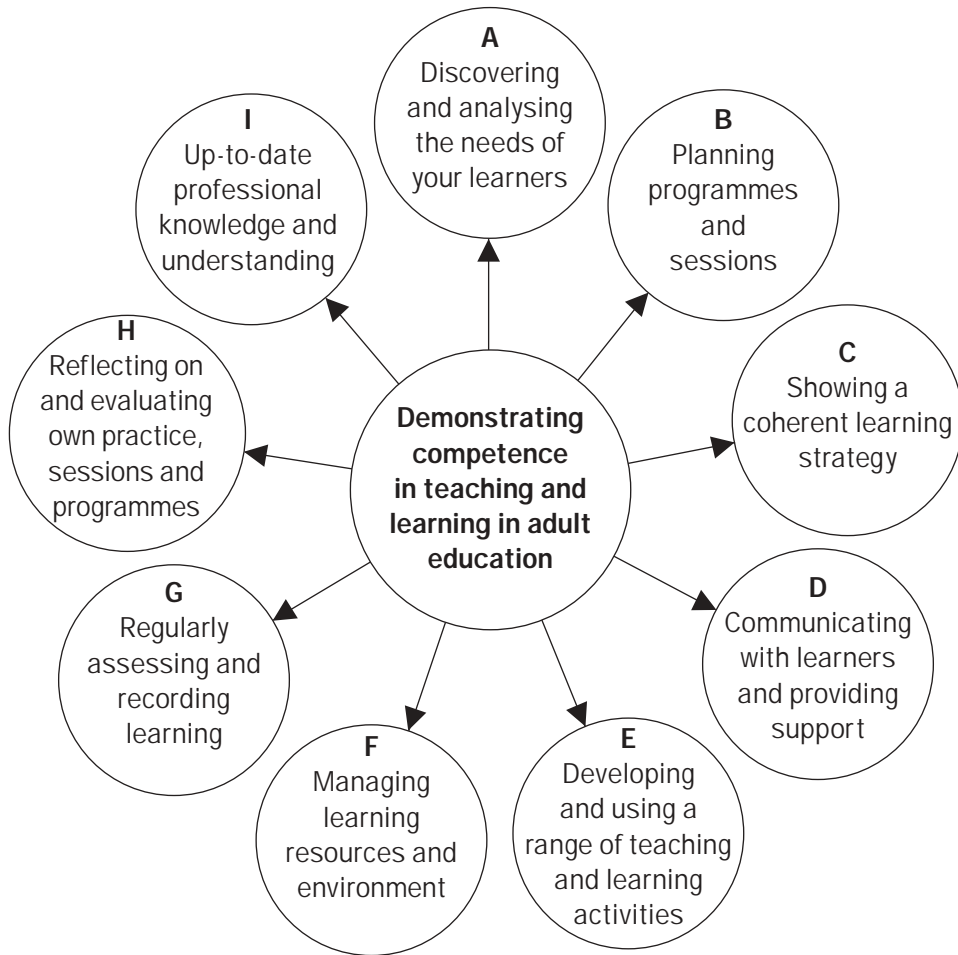 A
Discovering
and analysing
the needs of
your learners
B
Planning
programmes
and
sessions
C
Showing a
coherent learning
strategy
D
Communicating
with learners
and providing
support
E
Developing
and using a
range of teaching
and learning
activities
F
Managing
learning
resources and
environment
G
Regularly
assessing and
recording
learning
H
Reflecting on
and evaluating
own practice,
sessions and
programmes
I
Up-to-date
professional
knowledge and
understanding
Demonstrating
competence
in teaching and
learning in adult
education